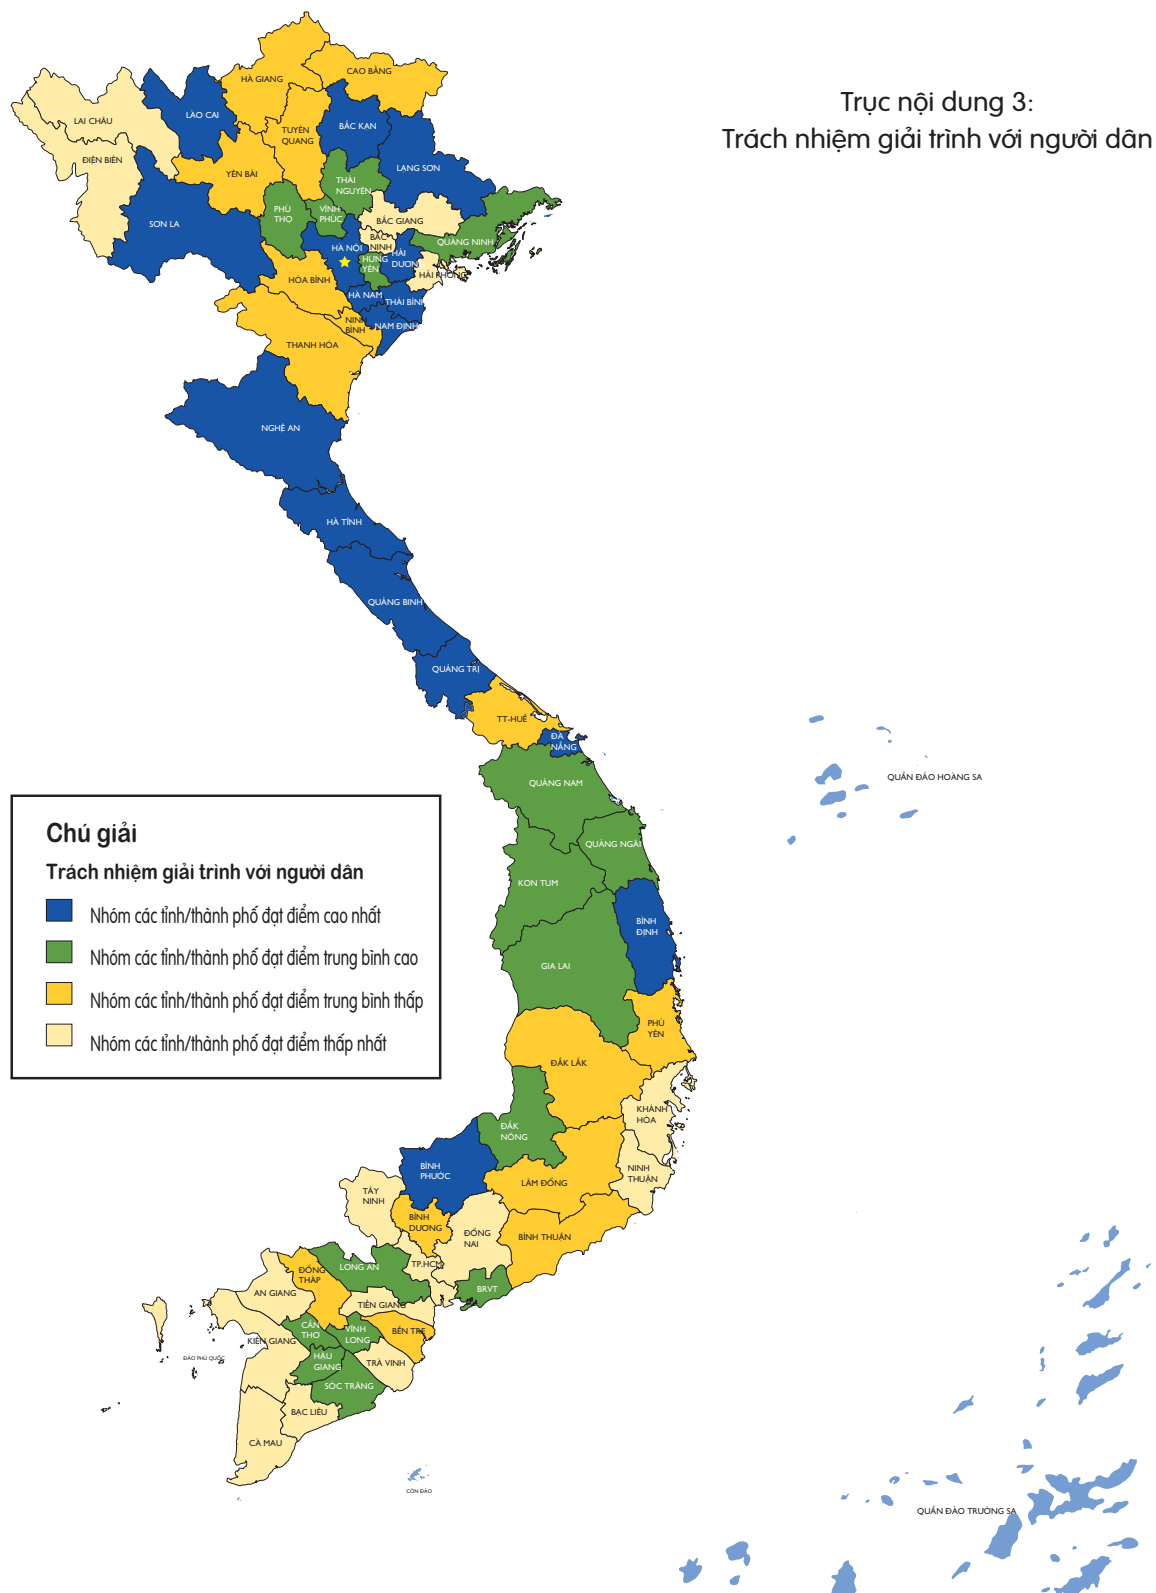 Trục nội dung 3:
Trách nhiệm giải trình với người dân
HÀ GIANG
CAO BẰNG
LAI CHÂU
LÀO CAI
BẮC KẠN
TUYÊN
QUANG
ĐIỆN BIÊN
YÊN BÁI
LẠNG SƠN
THÁI
NGUYÊN
PHÚ
THỌ
VĨNH
PHÚC
SƠN LA
BẮC GIANG
BẮC
NINH
QUẢNG NINH
HÀ NỘI
HẢI
DƯƠN
HƯNG
YÊN
HẢI PHÒNG
HÒA BÌNH
HÀ NAM
THÁI BÌNH
NINH
BÌNH
NAM ĐỊNH
THANH HÓA
NGHỆ AN
HÀ TĨNH
QUẢNG BÌNH
QUẢNG TRỊ
TT-HUẾ
ĐÀ
NẴNG
QUẦN ĐẢO HOÀNG SA
QUẢNG NAM
QUẢNG NGÃI
KON TUM
BÌNH
ĐỊNH
GIA LAI
PHÚ
YÊN
ĐẮK LẮK
KHÁNH
HÒA
ĐẮK
NÔNG
NINH
THUẬN
BÌNH
PHƯỚC
LÂM ĐỒNG
TÂY
NINH
BÌNH
DƯƠNG
ĐỒNG
NAI
BÌNH THUẬN
TP.HCM
LONG AN
ĐỒNG
THÁP
BRVT
AN GIANG
TIỀN GIANG
CẦN
THƠ
VĨNH
LONG
BẾN TRE
KIÊN GIANG
HẬU
GIANG
TRÀ VINH
ĐẢO PHÚ QUỐC
SÓC TRĂNG
BẠC LIÊU
CÀ MAU
CÔN ĐẢO
QUẦN ĐẢO TRƯỜNG SA
Chú giải
Trách nhiệm giải trình với người dân
Nhóm các tỉnh/thành phố đạt điểm cao nhất
Nhóm các tỉnh/thành phố đạt điểm trung bình cao
Nhóm các tỉnh/thành phố đạt điểm trung bình thấp
Nhóm các tỉnh/thành phố đạt điểm thấp nhất